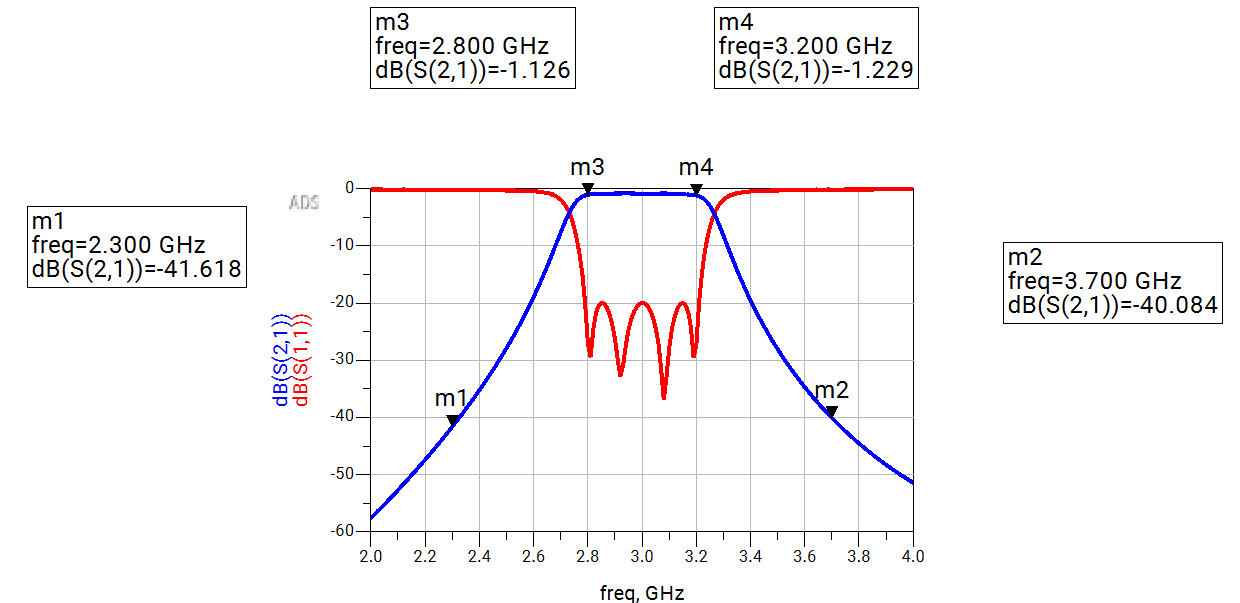 m3
freq=2.800 GHz
dB(S(2,1))=-1.126
m4
freq=3.200 GHz
dB(S(2,1))=-1.229
m1
freq=2.300 GHz
dB(S(2,1))=-41.618
m2
freq=3.700 GHz
dB(S(2,1))=-40.084
ADS
m3
m4
m1
m2
dB(S(2,1))
dB(S(1,1))
0
-10
-20
-30
-40
-50
-60
2.0 2.2 2.4 2.6 2.8 3.0 3.2 3.4 3.6 3.8 4.0
freq, GHz